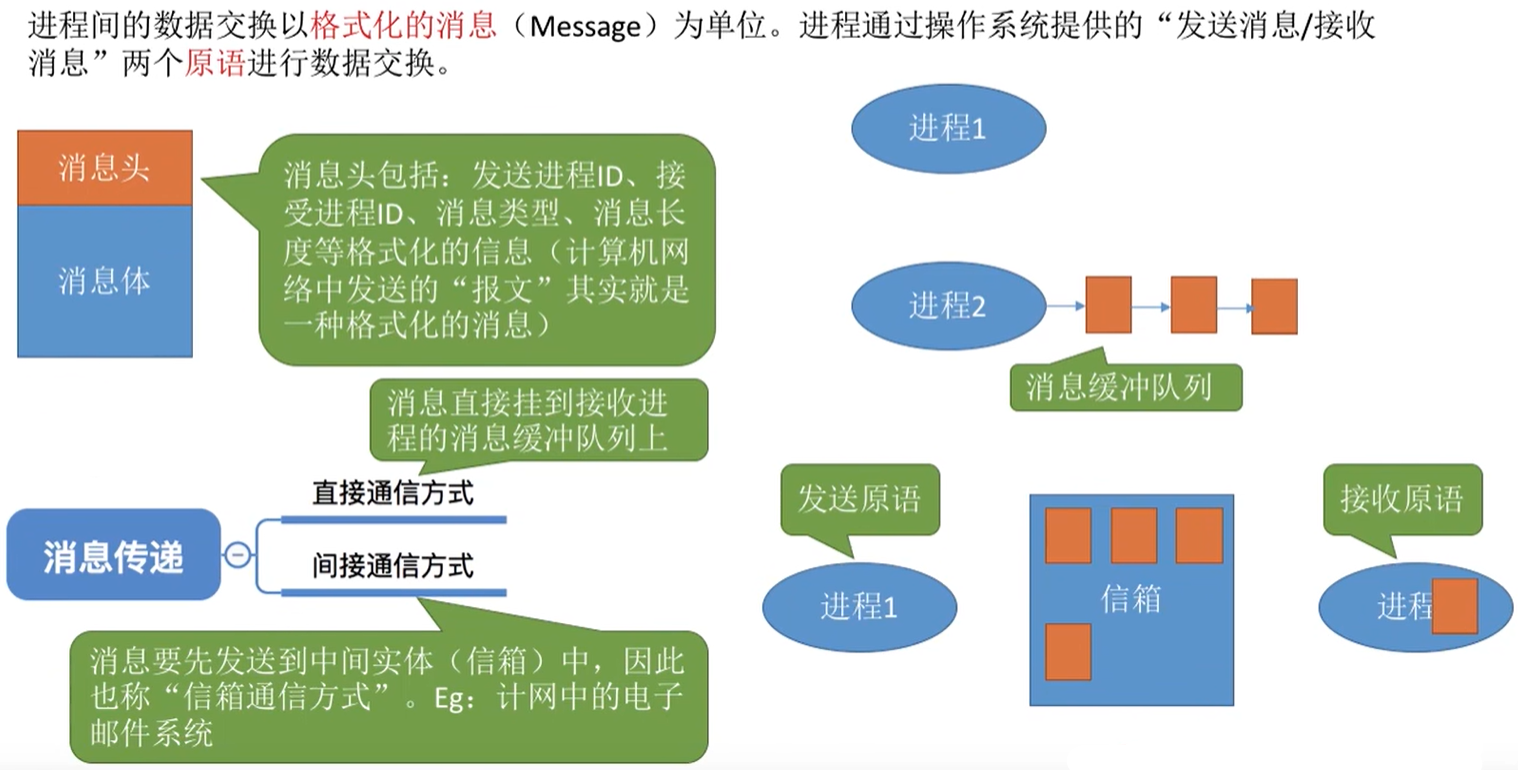 进程间的数据交换以格式化的消息（Message）为单位。进程通过操作系统提供的“发送消息/接收
消息”两个原语进行数据交换。
消息头
消息体
消息头包括：发送进程ID、接
受进程ID、消息类型、消息长
度等格式化的信息（计算机网
络中发送的“报文”其实就是
一种格式化的消息）
进程1
进程2
消息缓冲队列
消息直接挂到接收进
程的消息缓冲队列上
直接通信方式
消息传递
间接通信方式
消息要先发送到中间实体（信箱）中，因此
也称“信箱通信方式”。Eg：计网中的电子
邮件系统
发送原语
进程1
信箱
接收原语
进程